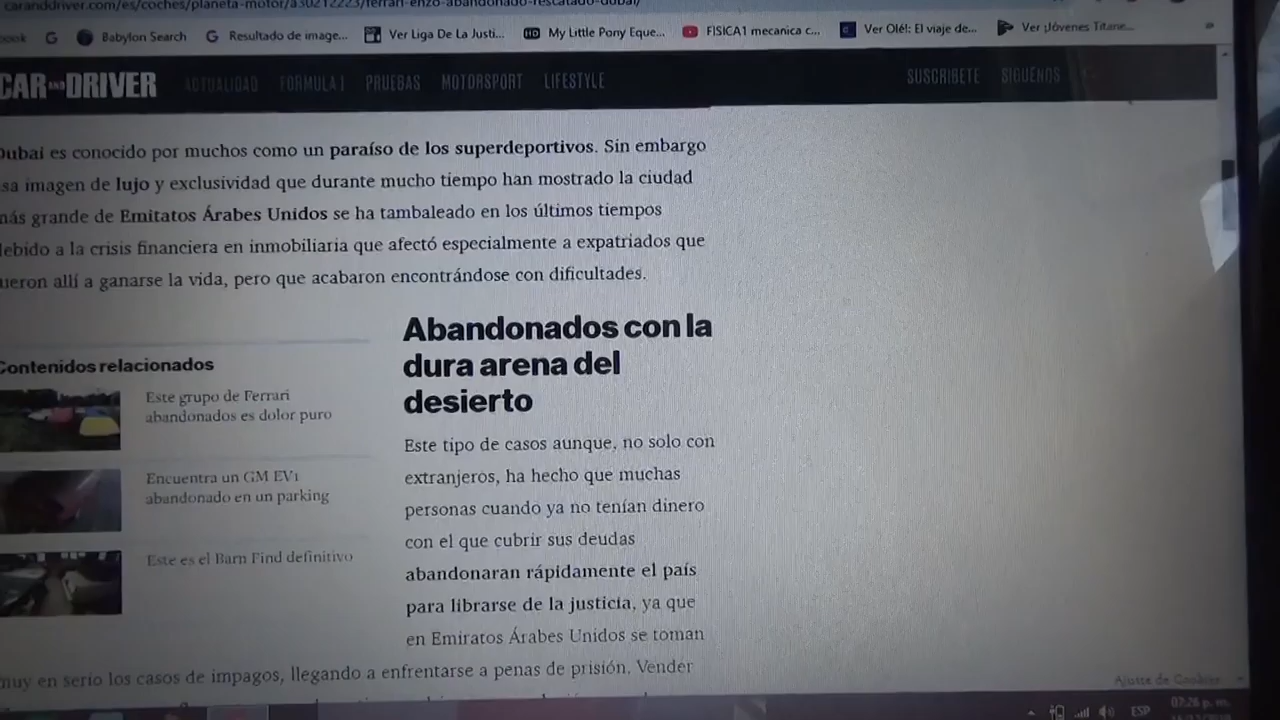 caranddriver.com/es/coches/planeta-motor/a30212223/ferrari-enzo-abandonado-rescatado-dubai/
Babylon Search
Resultado de image...
Ver Liga De La Justi...
My Little Pony Eque...
FISICA1 mecanica c...
Ver Olé!: El viaje de...
Ver Jóvenes Titane...
CAR AND DRIVER
ACTUALIDAD FORMULA 1 PRUEBAS MOTORSPORT LIFESTYLE
SUSCRIBETE SIGUENOS
Dubai es conocido por muchos como un paraíso de los superdeportivos. Sin embargo
sa imagen de lujo y exclusividad que durante mucho tiempo han mostrado la ciudad
más grande de Emitatos Árabes Unidos se ha tambaleado en los últimos tiempos
debido a la crisis financiera en inmobiliaria que afectó especialmente a expatriados que
ueron allí a ganarse la vida, pero que acabaron encontrándose con dificultades.
Contenidos relacionados
Este grupo de Ferrari
abandonados es dolor puro
Encuentra un GM EV1
abandonado en un parking
Este es el Barn Find definitivo
Abandonados con la
dura arena del
desierto
Este tipo de casos aunque, no solo con
extranjeros, ha hecho que muchas
personas cuando ya no tenían dinero
con el que cubrir sus deudas
abandonaran rápidamente el país
para librarse de la justicia, ya que
en Emiratos Árabes Unidos se toman
muy en serio los casos de impagos, llegando a enfrentarse a penas de prisión. Vender
Ajuste de Cookies
ESP
07:26 p. m.